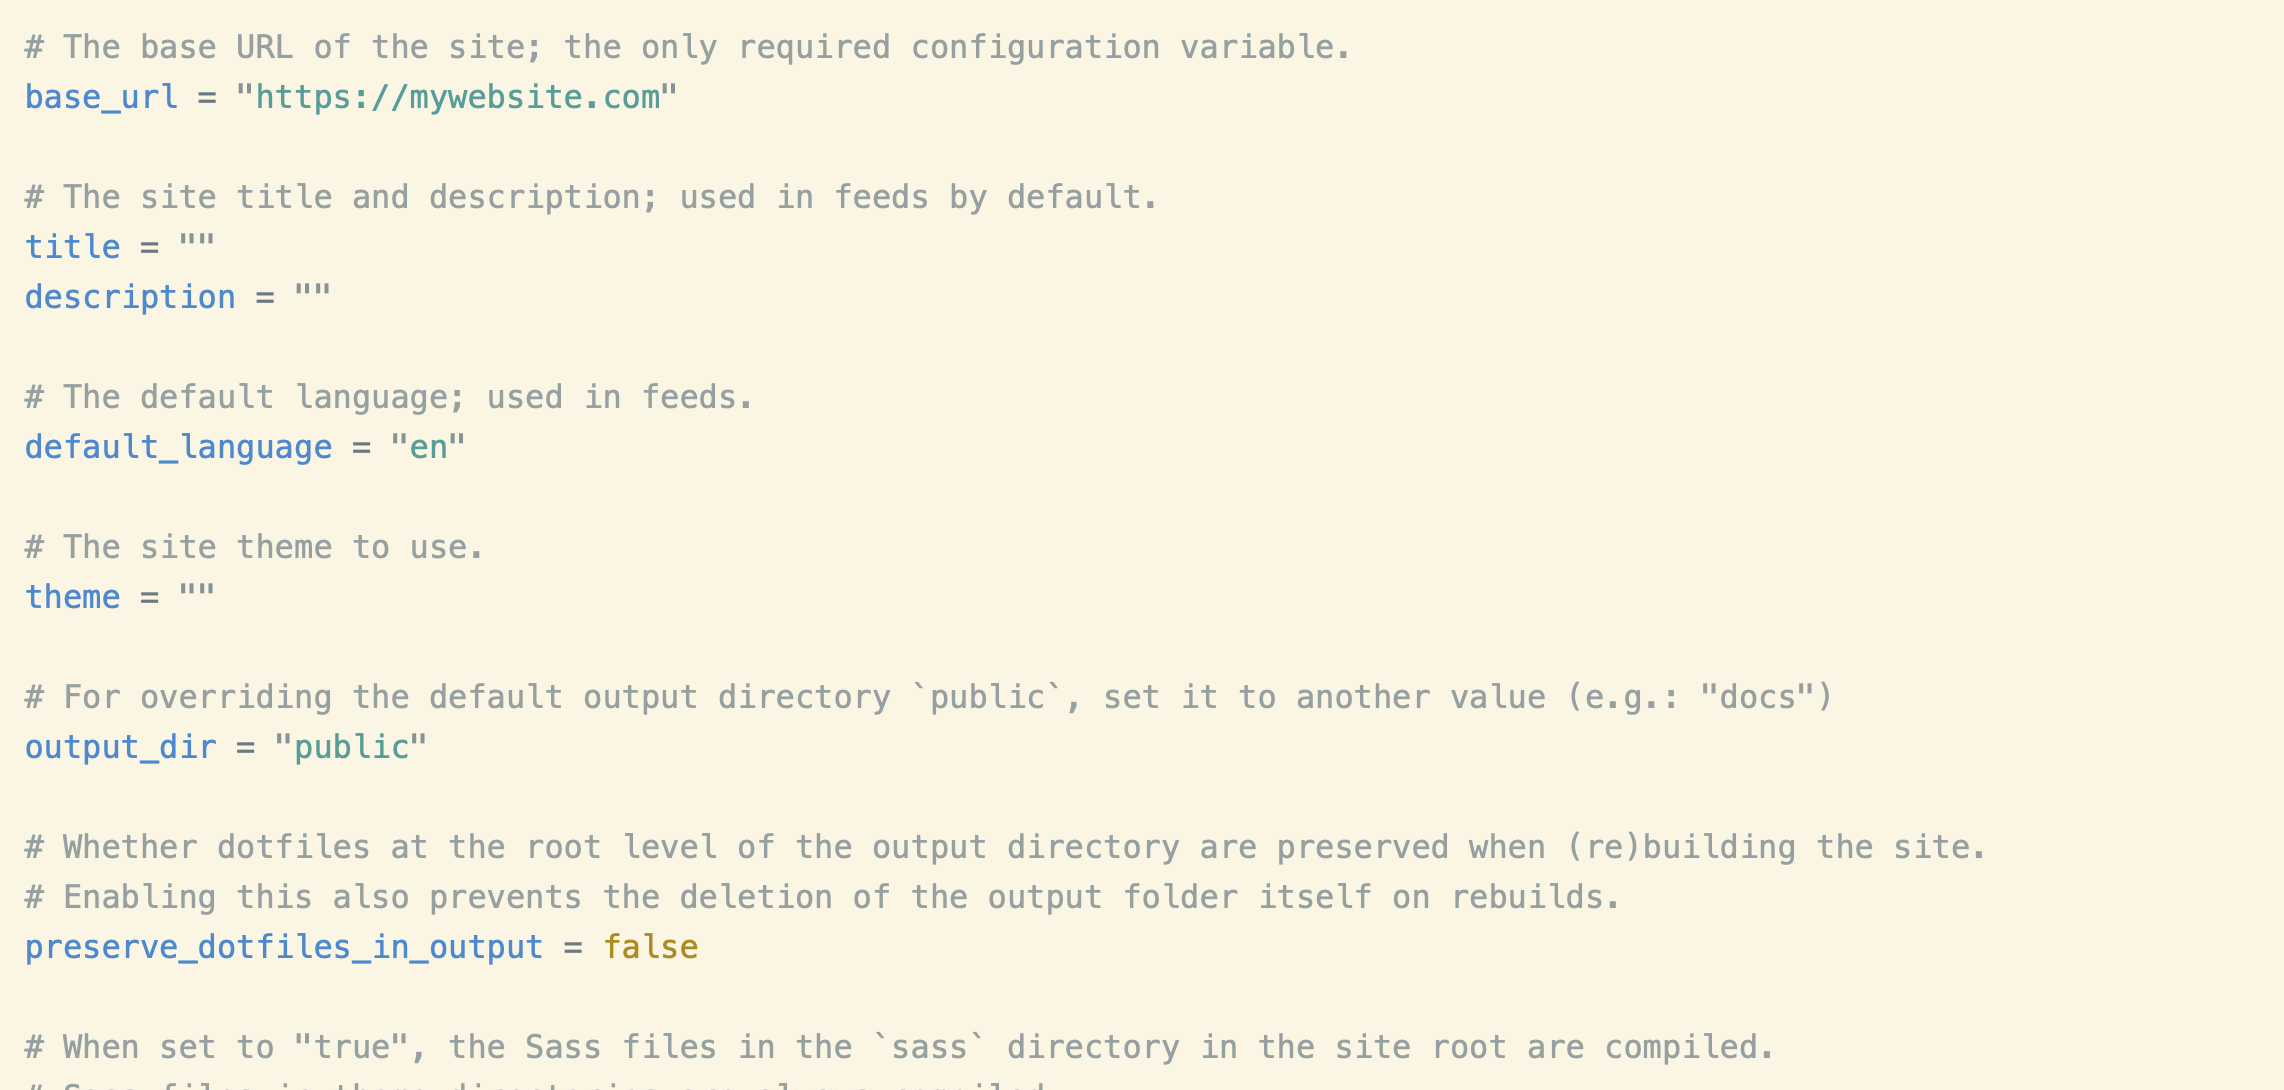 # The base URL of the site; the only required configuration variable.
base_url = "https://mywebsite.com"
# The site title and description; used in feeds by default.
title = ""
description = ""
# The default language; used in feeds.
default_language = "en"
# The site theme to use.
theme = ""
# For overriding the default output directory `public`, set it to another value (e.g.: "docs")
output_dir = "public"
# Whether dotfiles at the root level of the output directory are preserved when (re)building the site.
# Enabling this also prevents the deletion of the output folder itself on rebuilds.
preserve_dotfiles_in_output = false
# When set to "true", the Sass files in the `sass` directory in the site root are compiled.